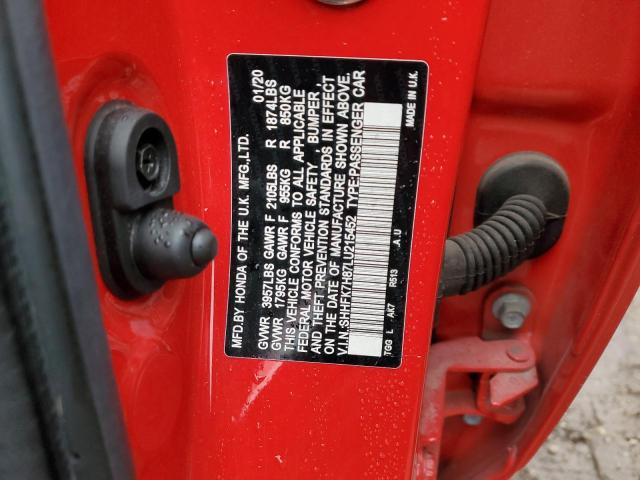 MFD.BY HONDA OF THE U.K. MFG.,LTD. 01/20
GVWR 3957LBS GAWR F 2105LBS R 1874LBS
GVWR 1795KG GAWR F 955KG R 850KG
THIS VEHICLE CONFORMS TO ALL APPLICABLE
FEDERAL MOTOR VEHICLE SAFETY , BUMPER ,
AND THEFT PREVENTION STANDARDS IN EFFECT
ON THE DATE OF MANUFACTURE SHOWN ABOVE.
V.I.N.:SHHFK7H87LU215452 TYPE:PASSENGER CAR
TGG L AK7 R513 .A.U MADE IN U.K.